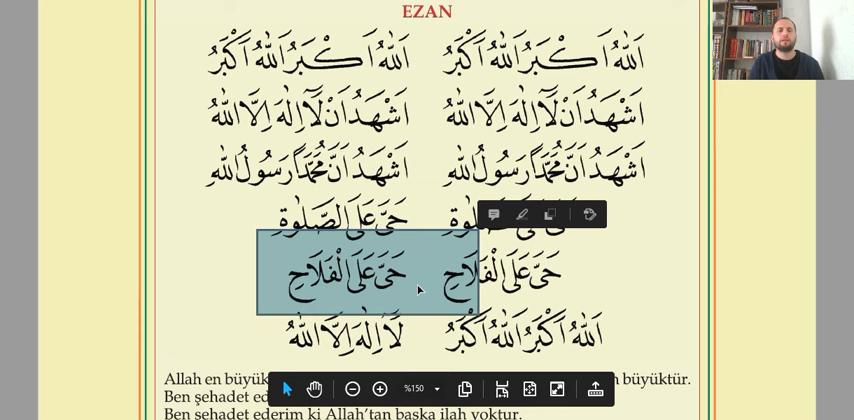 EZAN
اَللّٰهُ اَكْبَرُ اَللّٰهُ اَكْبَرُ اَللّٰهُ اَكْبَرُ اَللّٰهُ اَكْبَرُ
اَشْهَدُ اَنْ لَٓا اِلٰهَ اِلَّا اللّٰهُ اَشْهَدُ اَنْ لَٓا اِلٰهَ اِلَّا اللّٰهُ
اَشْهَدُ اَنَّ مُحَمَّدًا رَسُولُ اللّٰهِ اَشْهَدُ اَنَّ مُحَمَّدًا رَسُولُ اللّٰهِ
حَیَّ عَلَی الصَّلٰوةِ
حَیَّ عَلَی الْفَلَاحِ حَیَّ عَلَی الْفَلَاحِ
اَللّٰهُ اَكْبَرُ اَللّٰهُ اَكْبَرُ لَٓا اِلٰهَ اِلَّا اللّٰهُ
Allah en büyük büyüktür.
Ben şehadet ed
Ben şehadet ederim ki Allah'tan başka ilah yoktur.
%150